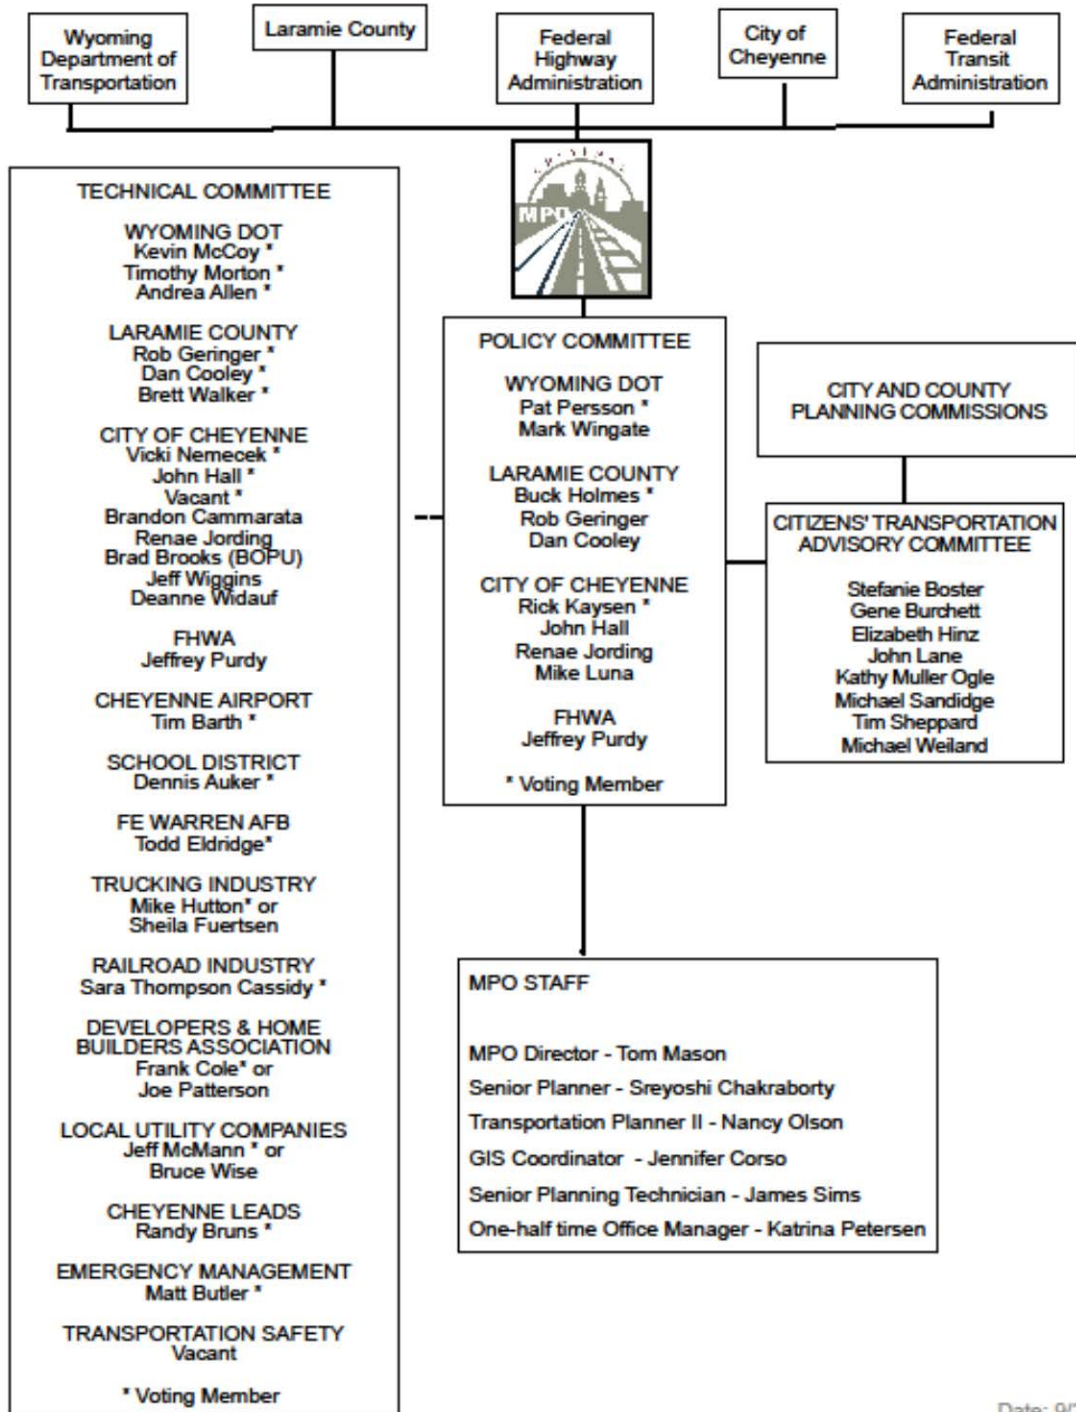 Wyoming
Department of
Transportation
Laramie County
Federal
Highway
Administration
City of
Cheyenne
Federal
Transit
Administration
MPO
TECHNICAL COMMITTEE
WYOMING DOT
Kevin McCoy *
Timothy Morton *
Andrea Allen *
LARAMIE COUNTY
Rob Geringer *
Dan Cooley *
Brett Walker *
CITY OF CHEYENNE
Vicki Nemecek *
John Hall *
Vacant *
Brandon Cammarata
Renae Jording
Brad Brooks (BOPU)
Jeff Wiggins
Deanne Widauf
FHWA
Jeffrey Purdy
CHEYENNE AIRPORT
Tim Barth *
SCHOOL DISTRICT
Dennis Auker *
FE WARREN AFB
Todd Eldridge*
TRUCKING INDUSTRY
Mike Hutton* or
Sheila Fuertsen
RAILROAD INDUSTRY
Sara Thompson Cassidy *
DEVELOPERS & HOME
BUILDERS ASSOCIATION
Frank Cole* or
Joe Patterson
LOCAL UTILITY COMPANIES
Jeff McMann * or
Bruce Wise
CHEYENNE LEADS
Randy Bruns *
EMERGENCY MANAGEMENT
Matt Butler *
TRANSPORTATION SAFETY
Vacant
* Voting Member
POLICY COMMITTEE
WYOMING DOT
Pat Persson *
Mark Wingate
LARAMIE COUNTY
Buck Holmes *
Rob Geringer
Dan Cooley
CITY OF CHEYENNE
Rick Kaysen *
John Hall
Renae Jording
Mike Luna
FHWA
Jeffrey Purdy
* Voting Member
CITY AND COUNTY
PLANNING COMMISSIONS
CITIZENS' TRANSPORTATION
ADVISORY COMMITTEE
Stefanie Boster
Gene Burchett
Elizabeth Hinz
John Lane
Kathy Muller Ogle
Michael Sandidge
Tim Sheppard
Michael Weiland
MPO STAFF
MPO Director - Tom Mason
Senior Planner - Sreyoshi Chakraborty
Transportation Planner II - Nancy Olson
GIS Coordinator - Jennifer Corso
Senior Planning Technician - James Sims
One-half time Office Manager - Katrina Petersen
Date: